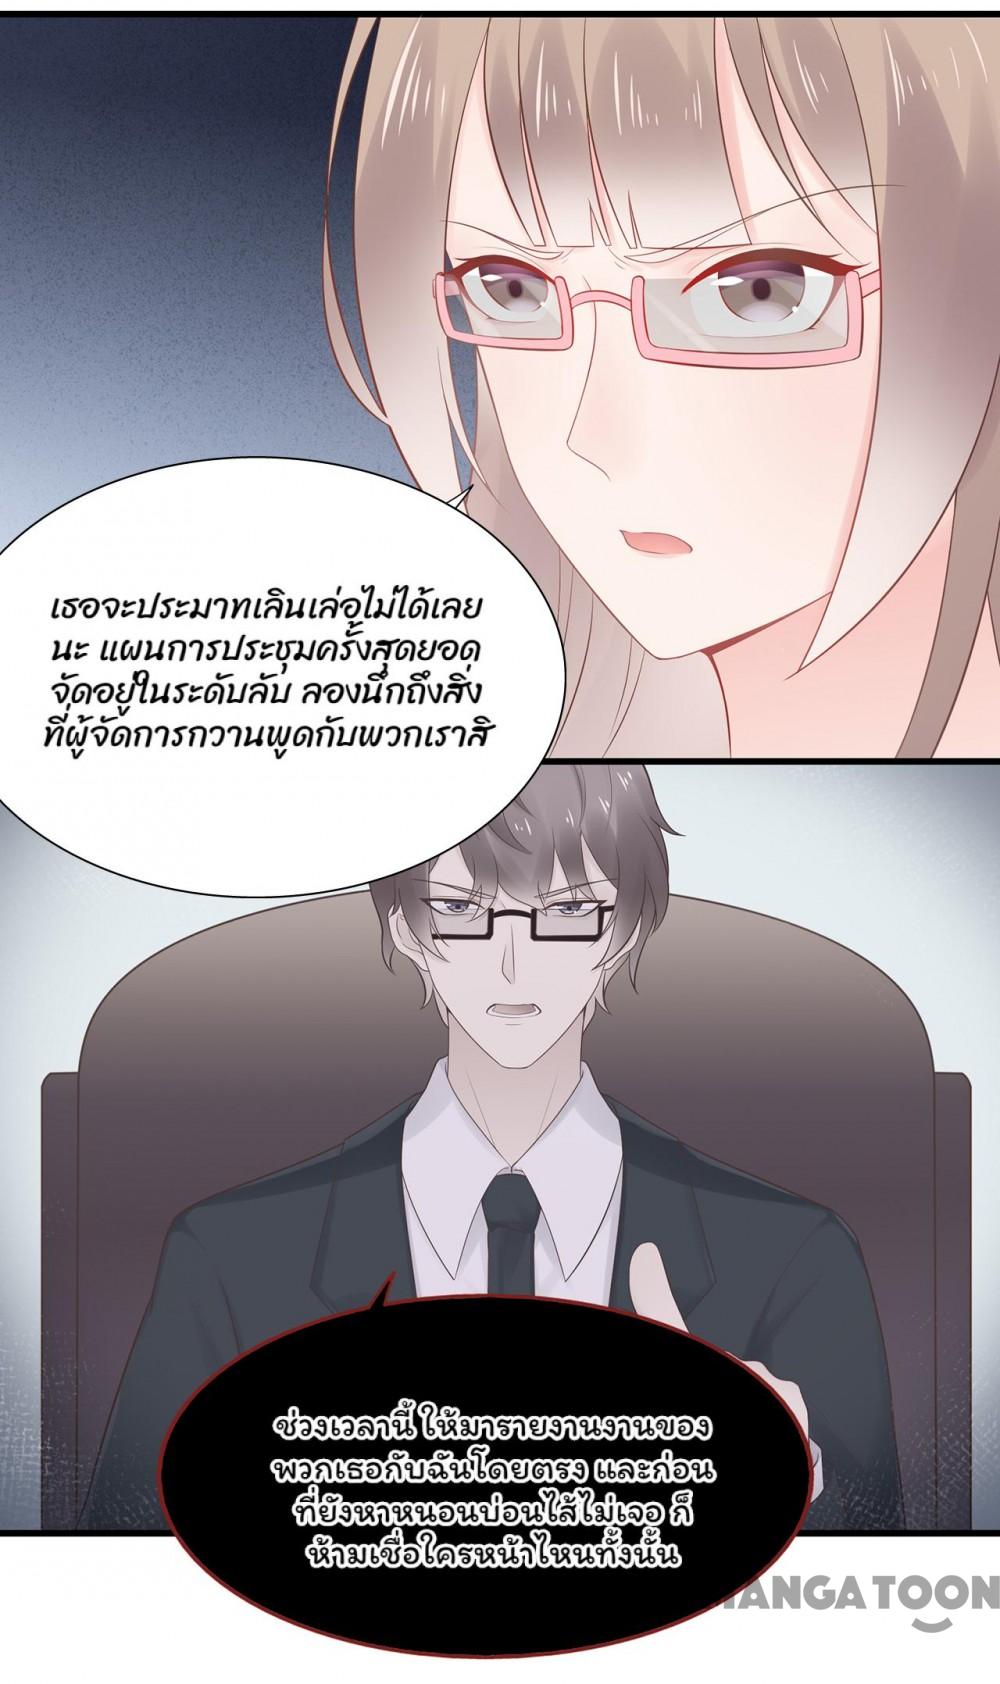 เธอจะประมาทเลินเล่อไม่ได้เลย
นะ แผนการประชุมครั้งสุดยอด
จัดอยู่ในระดับลับ ลองนึกถึงสิ่ง
ที่ผู้จัดการกวานพูดกับพวกเราสิ
ช่วงเวลานี้ ให้มารายงานงานของ
พวกเธอกับฉันโดยตรง และก่อน
ที่ยังหาหนอนบ่อนไส้ไม่เจอ ก็
ห้ามเชื่อใครหน้าไหนทั้งนั้น
MANGA TOON